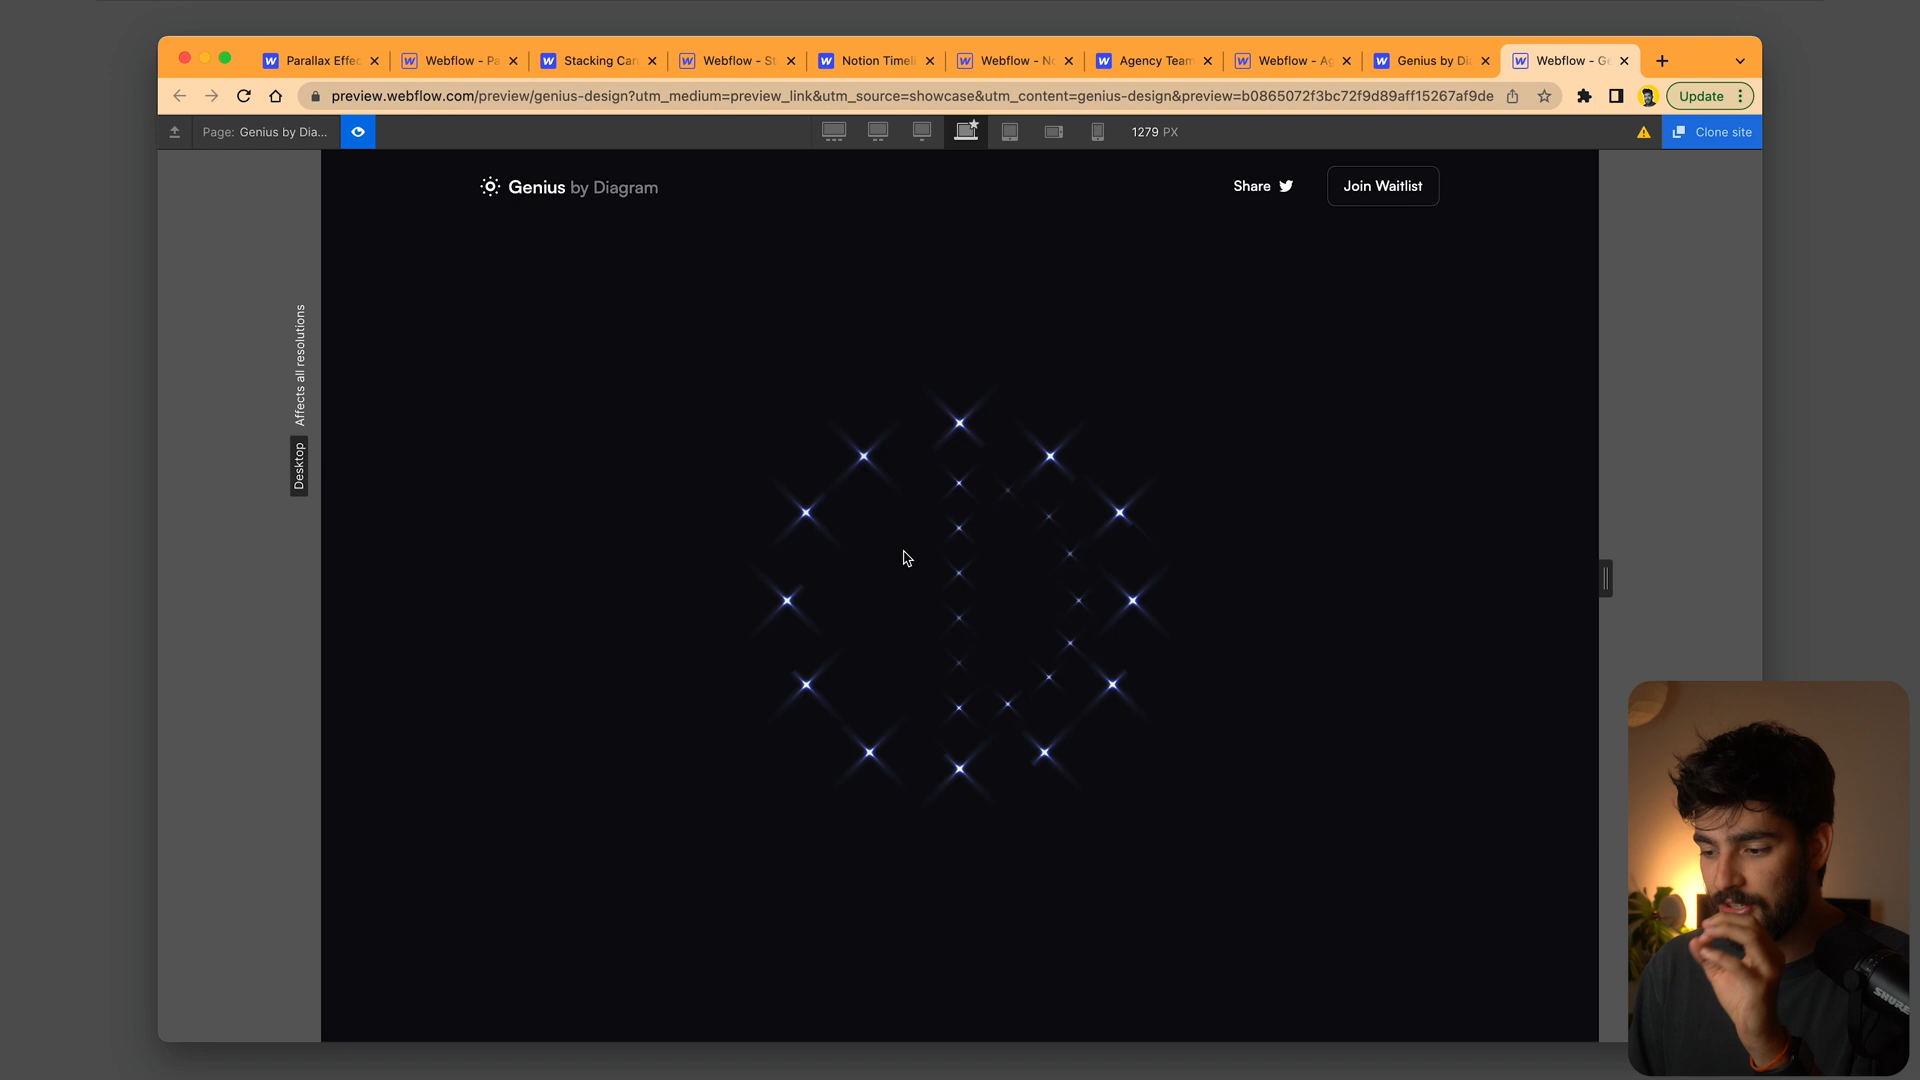 Parallax Effec
Webflow - Pa
Stacking Car
Webflow - St
Notion Timeli
Webflow - No
Agency Team
Webflow - Ag
Genius by Di
Webflow - Ge
preview.webflow.com/preview/genius-design?utm_medium=preview_link&utm_source=showcase&utm_content=genius-design&preview=b0865072f3bc72f9d89aff15267af9de
Update
Page: Genius by Dia...
1279 PX
Clone site
Genius by Diagram
Share
Join Waitlist
Affects all resolutions
Desktop
SHURE